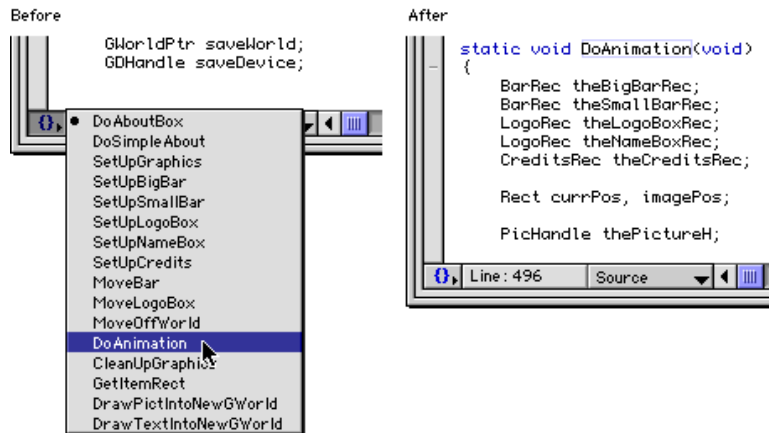 Before
GWorldPtr saveWorld;
GDHandle saveDevice;
{}
DoAboutBox
DoSimpleAbout
SetUpGraphics
SetUpBigBar
SetUpSmallBar
SetUpLogoBox
SetUpNameBox
SetUpCredits
MoveBar
MoveLogoBox
MoveOffWorld
DoAnimation
CleanUpGraphics
GetItemRect
DrawPictIntoNewGWorld
DrawTextIntoNewGWorld
After
static void DoAnimation(void)
{
BarRec theBigBarRec;
BarRec theSmallBarRec;
LogoRec theLogoBoxRec;
LogoRec theNameBoxRec;
CreditsRec theCreditsRec;
Rect currPos, imagePos;
PicHandle thePictureH;
{} Line: 496 Source